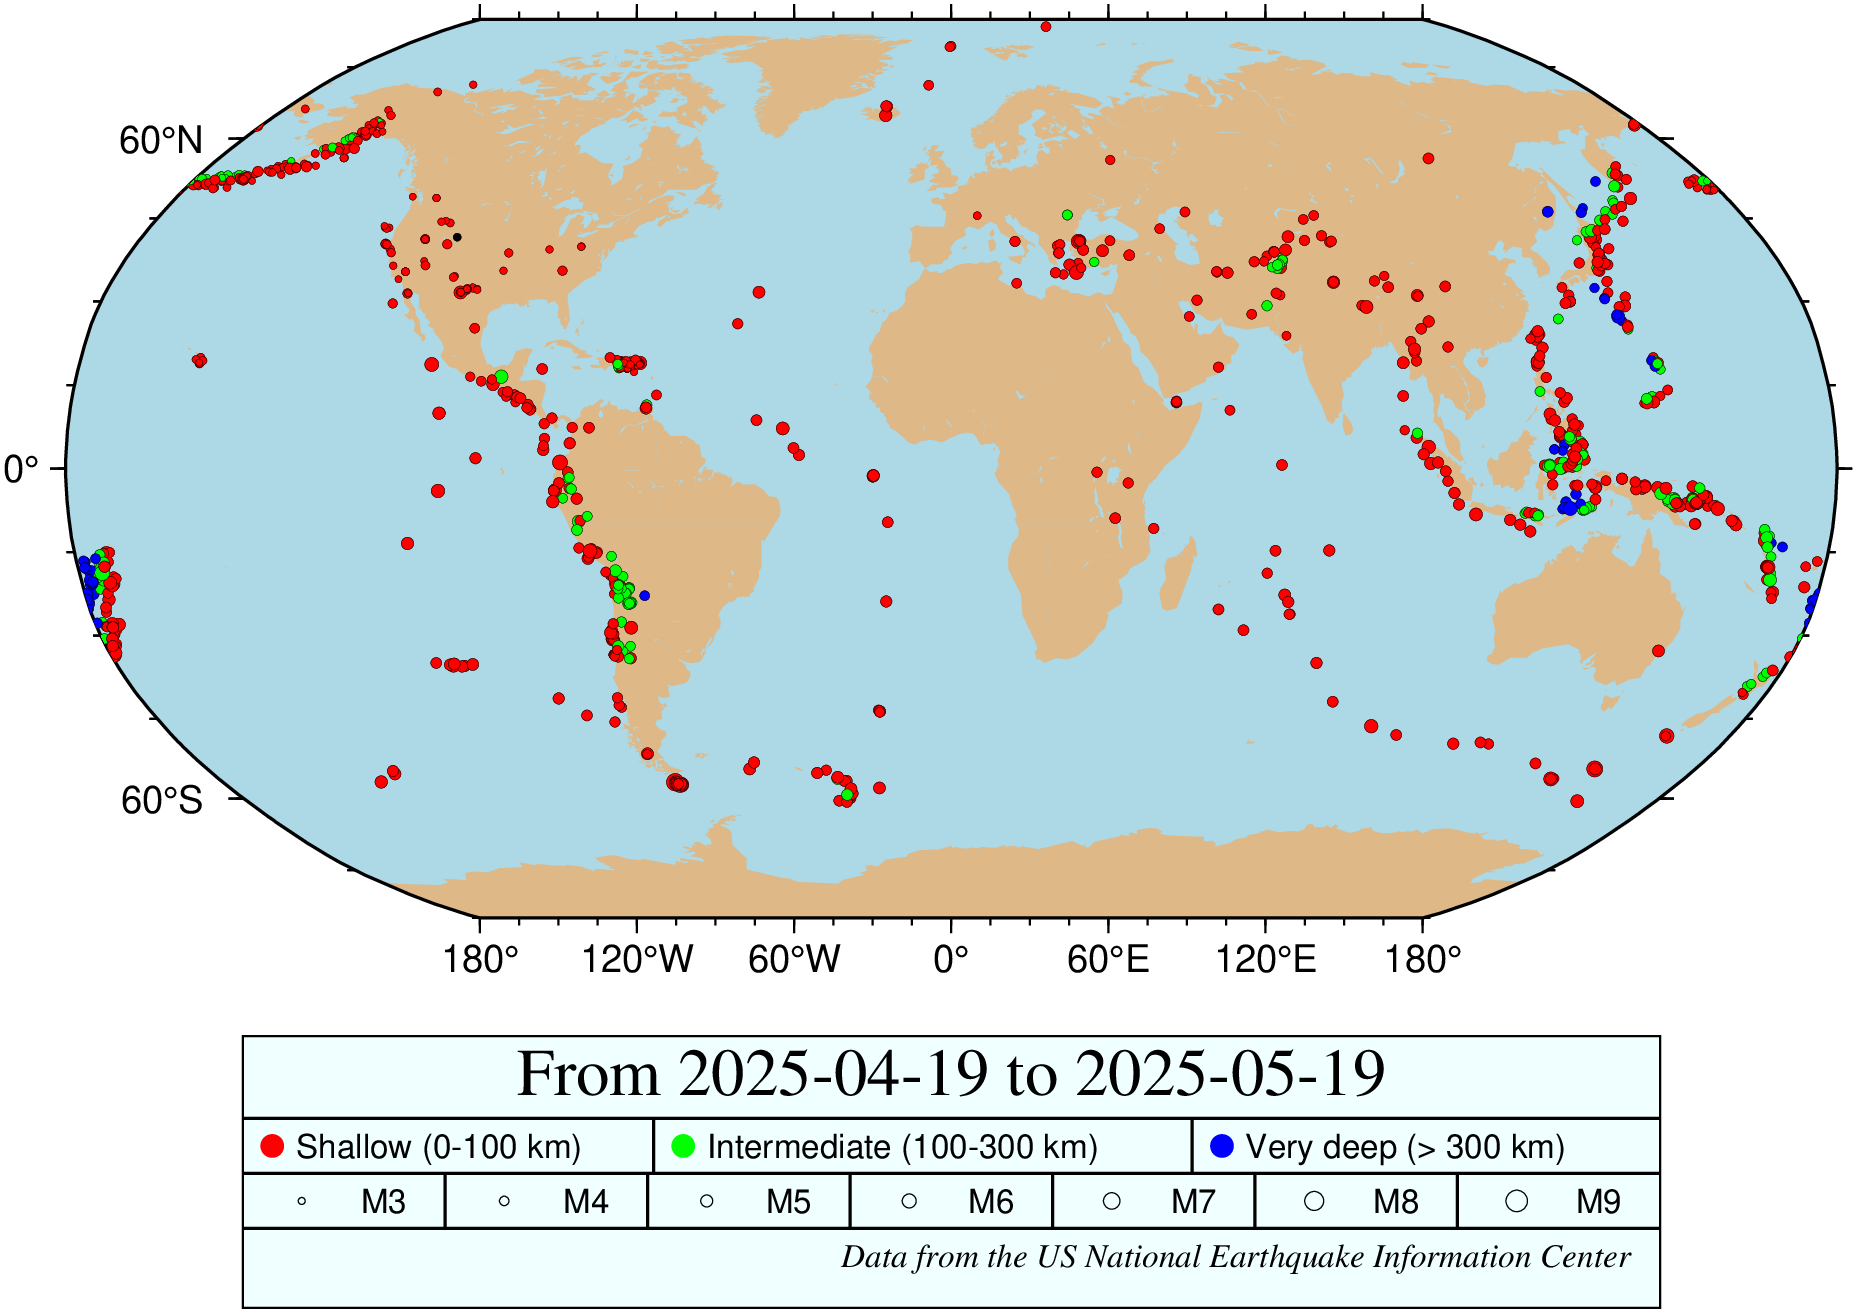 60°N
0°
60°S
180° 120°W 60°W 0° 60°E 120°E 180°
From 2025-04-19 to 2025-05-19
Shallow (0-100 km) Intermediate (100-300 km) Very deep (> 300 km)
M3 M4 M5 M6 M7 M8 M9
Data from the US National Earthquake Information Center